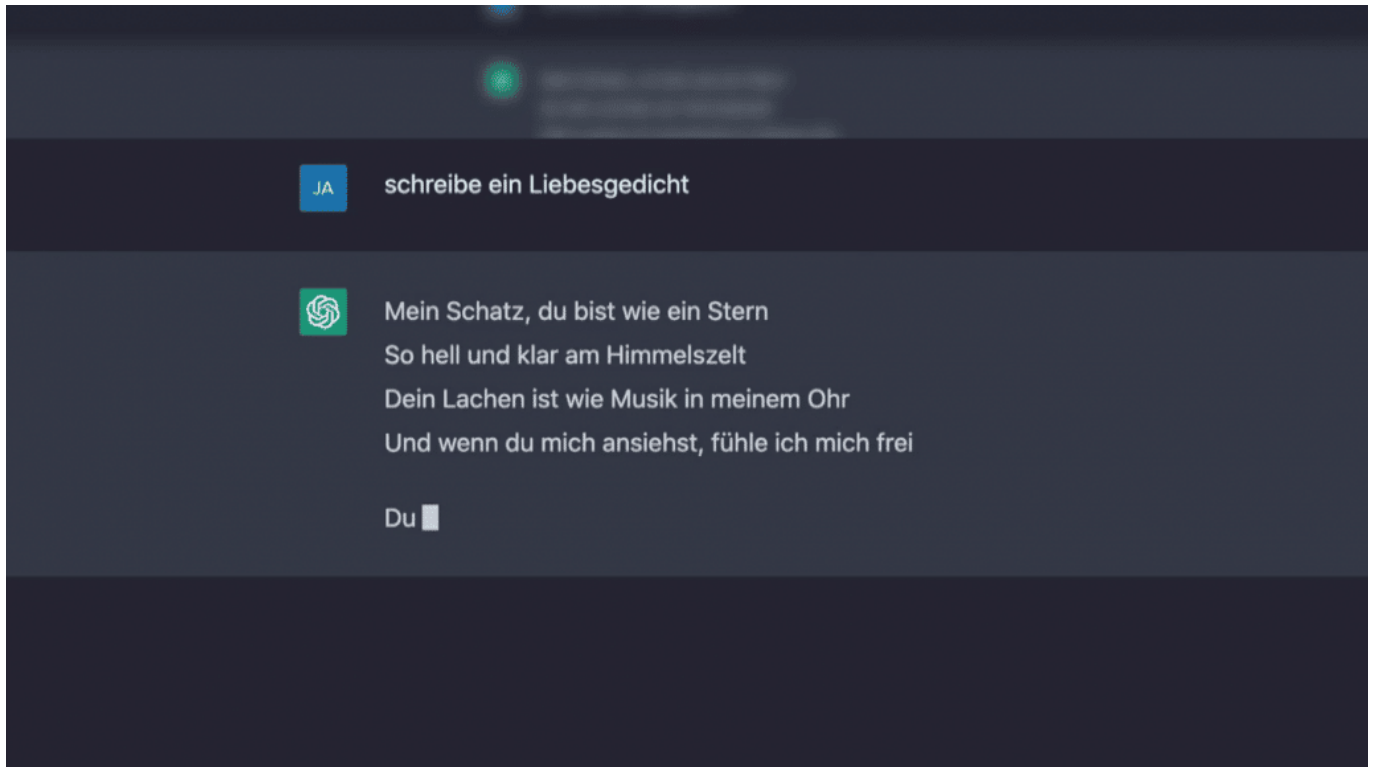 JA
schreibe ein Liebesgedicht
Mein Schatz, du bist wie ein Stern
So hell und klar am Himmelszelt
Dein Lachen ist wie Musik in meinem Ohr
Und wenn du mich ansiehst, fühle ich mich frei
Du